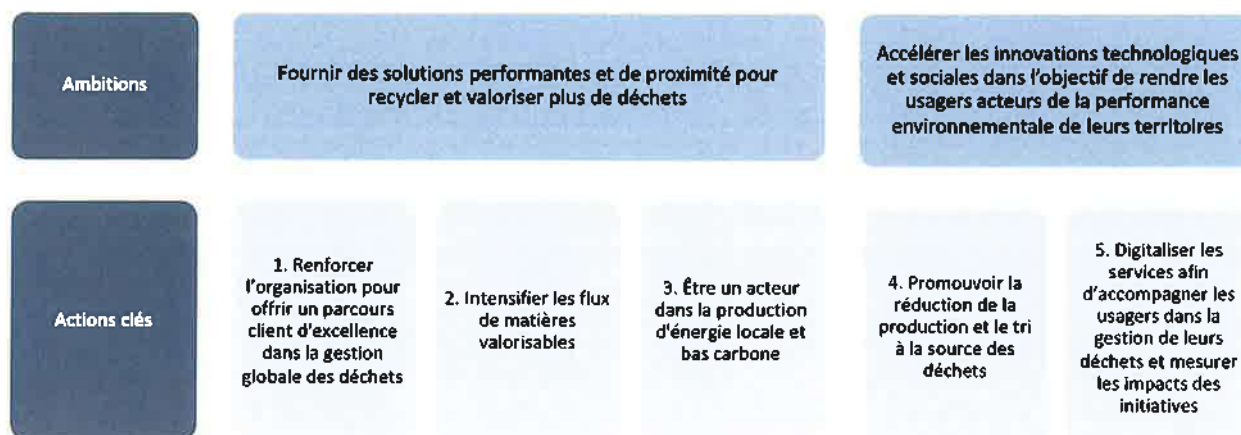 Ambitions
Fournir des solutions performantes et de proximité pour
recycler et valoriser plus de déchets
Accélérer les innovations technologiques
et sociales dans l'objectif de rendre les
usagers acteurs de la performance
environnementale de leurs territoires
Actions clés
1. Renforcer
l'organisation pour
offrir un parcours
client d'excellence
dans la gestion
globale des déchets
2. Intensifier les flux
de matières
valorisables
3. Être un acteur
dans la production
d'énergie locale et
bas carbone
4. Promouvoir la
réduction de la
production et le tri
à la source des
déchets
5. Digitaliser les
services afin
d'accompagner les
usagers dans la
gestion de leurs
déchets et mesurer
les impacts des
initiatives